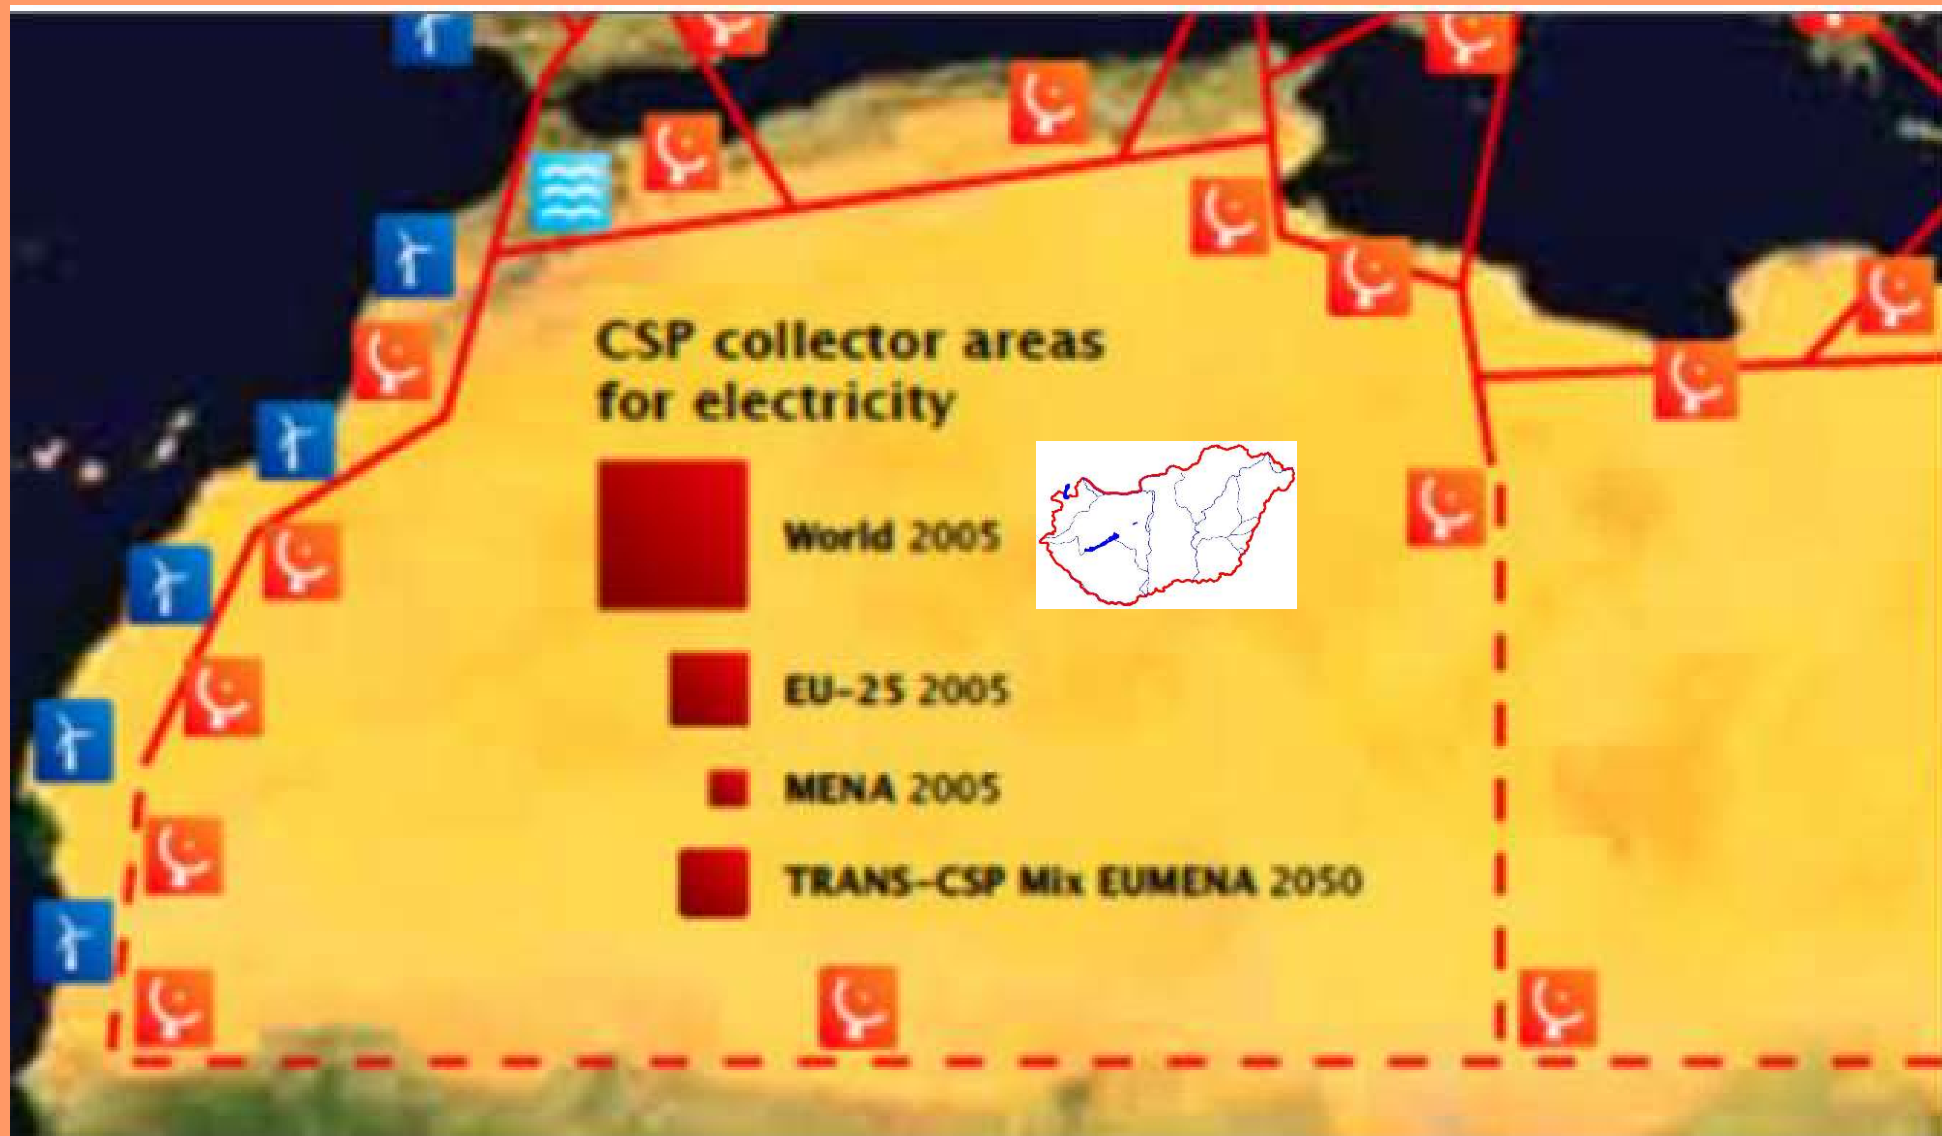 CSP collector areas
for electricity
World 2005
EU-25 2005
MENA 2005
TRANS-CSP Mix EUMENA 2050